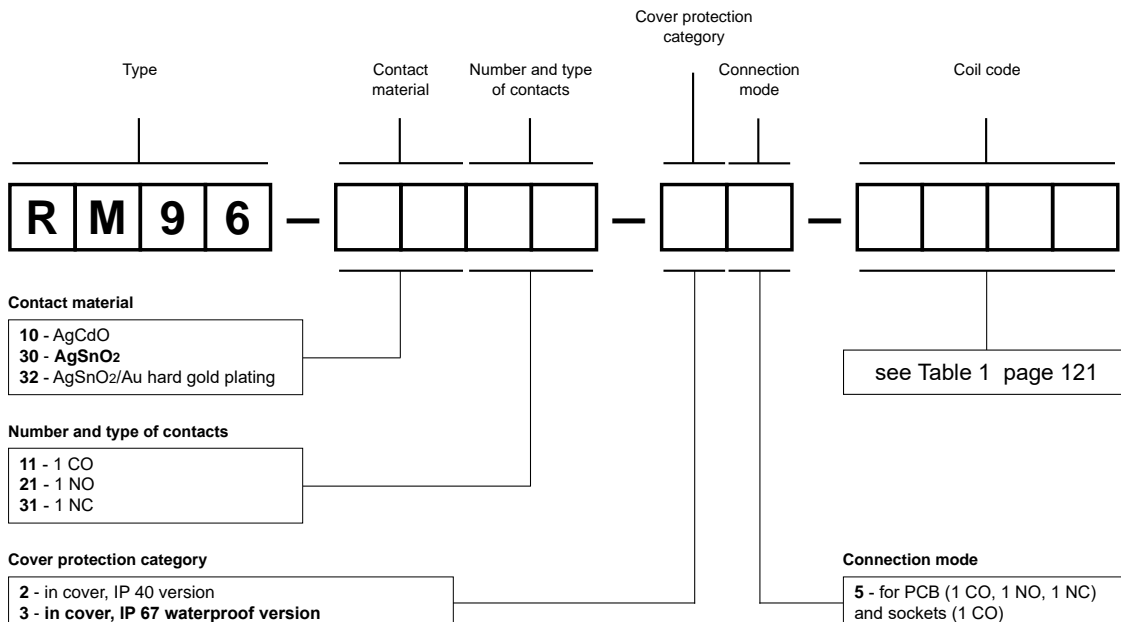 Cover protection
category
Type
Contact
material
Number and type
of contacts
Connection
mode
Coil code
R M 9 6 – – –
Contact material
10 - AgCdO
30 - AgSnO2
32 - AgSnO2/Au hard gold plating
see Table 1 page 121
Number and type of contacts
11 - 1 CO
21 - 1 NO
31 - 1 NC
Cover protection category
2 - in cover, IP 40 version
3 - in cover, IP 67 waterproof version
Connection mode
5 - for PCB (1 CO, 1 NO, 1 NC)
and sockets (1 CO)